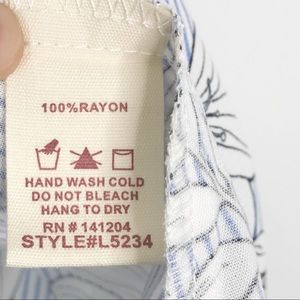 100%RAYON
HAND WASH COLD
DO NOT BLEACH
HANG TO DRY
RN # 141204
STYLE#L5234